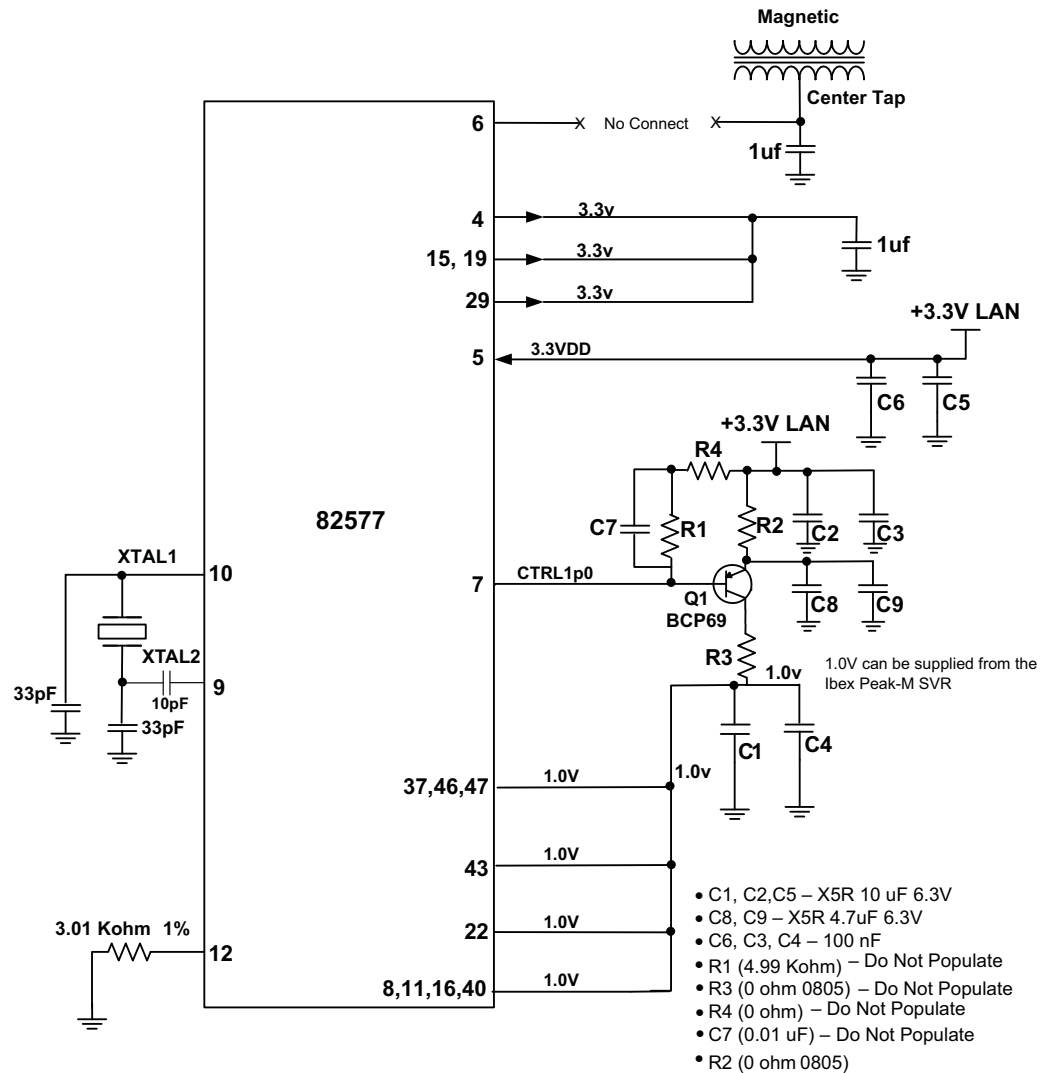 Magnetic
Center Tap
6
No Connect
1uf
4
3.3v
1uf
15, 19
3.3v
29
3.3v
+3.3V LAN
5
3.3VDD
C6
C5
+3.3V LAN
R4
82577
C7
R1
R2
C2
C3
XTAL1
10
7
CTRL1p0
Q1
BCP69
C8
C9
XTAL2
9
10pF
33pF
33pF
R3
1.0v
1.0V can be supplied from the
Ibex Peak-M SVR
C1
C4
37,46,47
1.0V
1.0v
43
1.0V
22
1.0V
3.01 Kohm 1%
12
8,11,16,40
1.0V
• C1, C2,C5 – X5R 10 uF 6.3V
• C8, C9 – X5R 4.7uF 6.3V
• C6, C3, C4 – 100 nF
• R1 (4.99 Kohm) – Do Not Populate
• R3 (0 ohm 0805) – Do Not Populate
• R4 (0 ohm) – Do Not Populate
• C7 (0.01 uF) – Do Not Populate
• R2 (0 ohm 0805)